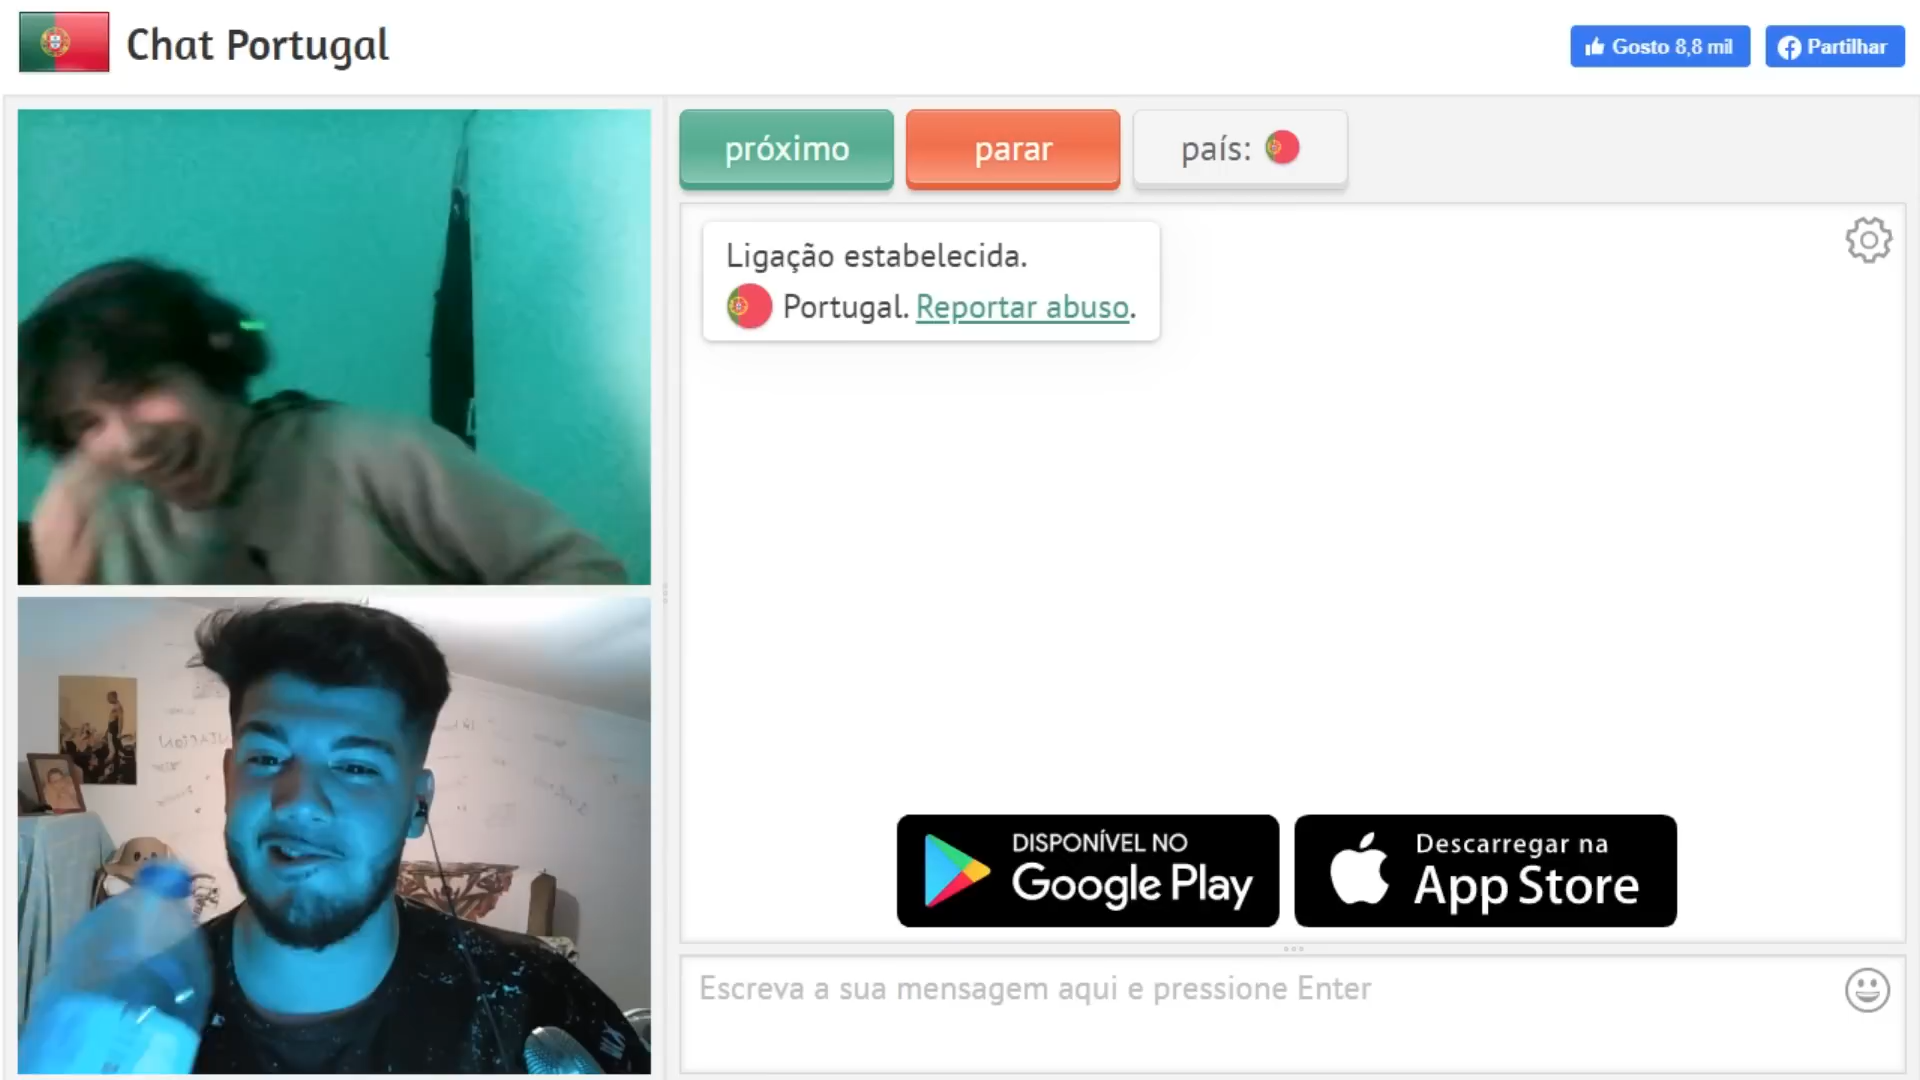 Chat Portugal
Gosto 8,8 mil
Partilhar
próximo
parar
país:
Ligação estabelecida.
Portugal. Reportar abuso.
DISPONÍVEL NO
Google Play
Descarregar na
App Store
Escreva a sua mensagem aqui e pressione Enter